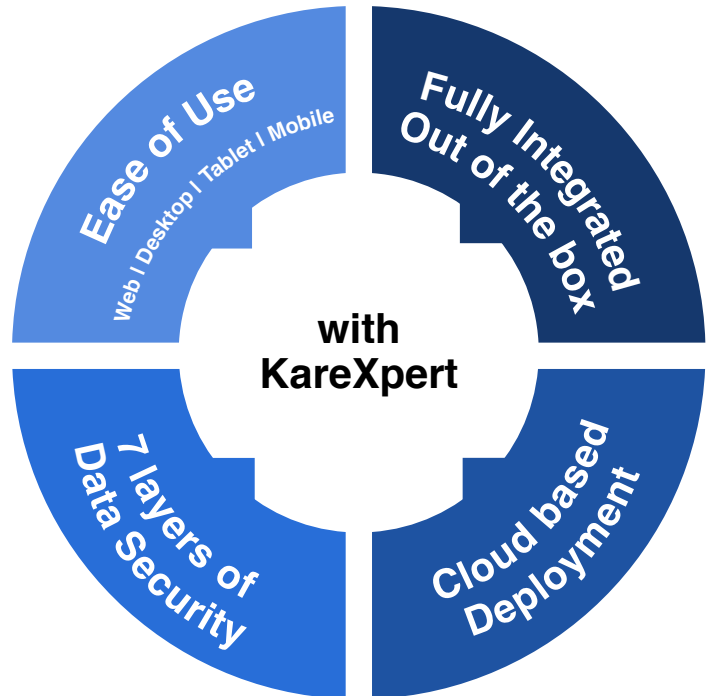 Ease of Use
Web | Desktop | Tablet | Mobile
Fully Integrated
Out of the box
with
KareXpert
7 layers of
Data Security
Cloud based
Deployment